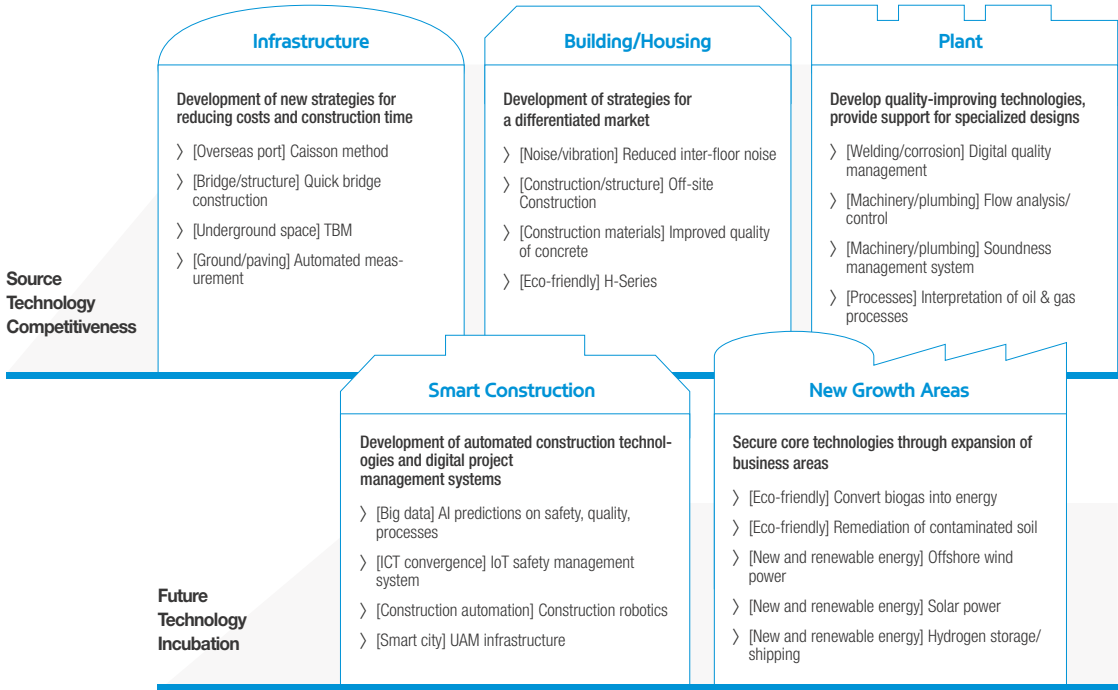 Source
Technology
Competitiveness
Infrastructure
Development of new strategies for
reducing costs and construction time
〉 [Overseas port] Caisson method
〉 [Bridge/structure] Quick bridge
construction
〉 [Underground space] TBM
〉 [Ground/paving] Automated meas-
urement
Building/Housing
Development of strategies for
a differentiated market
〉 [Noise/vibration] Reduced inter-floor noise
〉 [Construction/structure] Off-site
Construction
〉 [Construction materials] Improved quality
of concrete
〉 [Eco-friendly] H-Series
Plant
Develop quality-improving technologies,
provide support for specialized designs
〉 [Welding/corrosion] Digital quality
management
〉 [Machinery/plumbing] Flow analysis/
control
〉 [Machinery/plumbing] Soundness
management system
〉 [Processes] Interpretation of oil & gas
processes
Future
Technology
Incubation
Smart Construction
Development of automated construction technol-
ogies and digital project
management systems
〉 [Big data] AI predictions on safety, quality,
processes
〉 [ICT convergence] IoT safety management
system
〉 [Construction automation] Construction robotics
〉 [Smart city] UAM infrastructure
New Growth Areas
Secure core technologies through expansion of
business areas
〉 [Eco-friendly] Convert biogas into energy
〉 [Eco-friendly] Remediation of contaminated soil
〉 [New and renewable energy] Offshore wind
power
〉 [New and renewable energy] Solar power
〉 [New and renewable energy] Hydrogen storage/
shipping